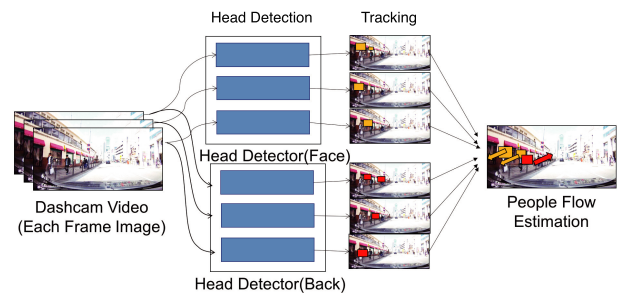 Head Detection
Tracking
Head Detector(Face)
Dashcam Video
(Each Frame Image)
People Flow
Estimation
Head Detector(Back)